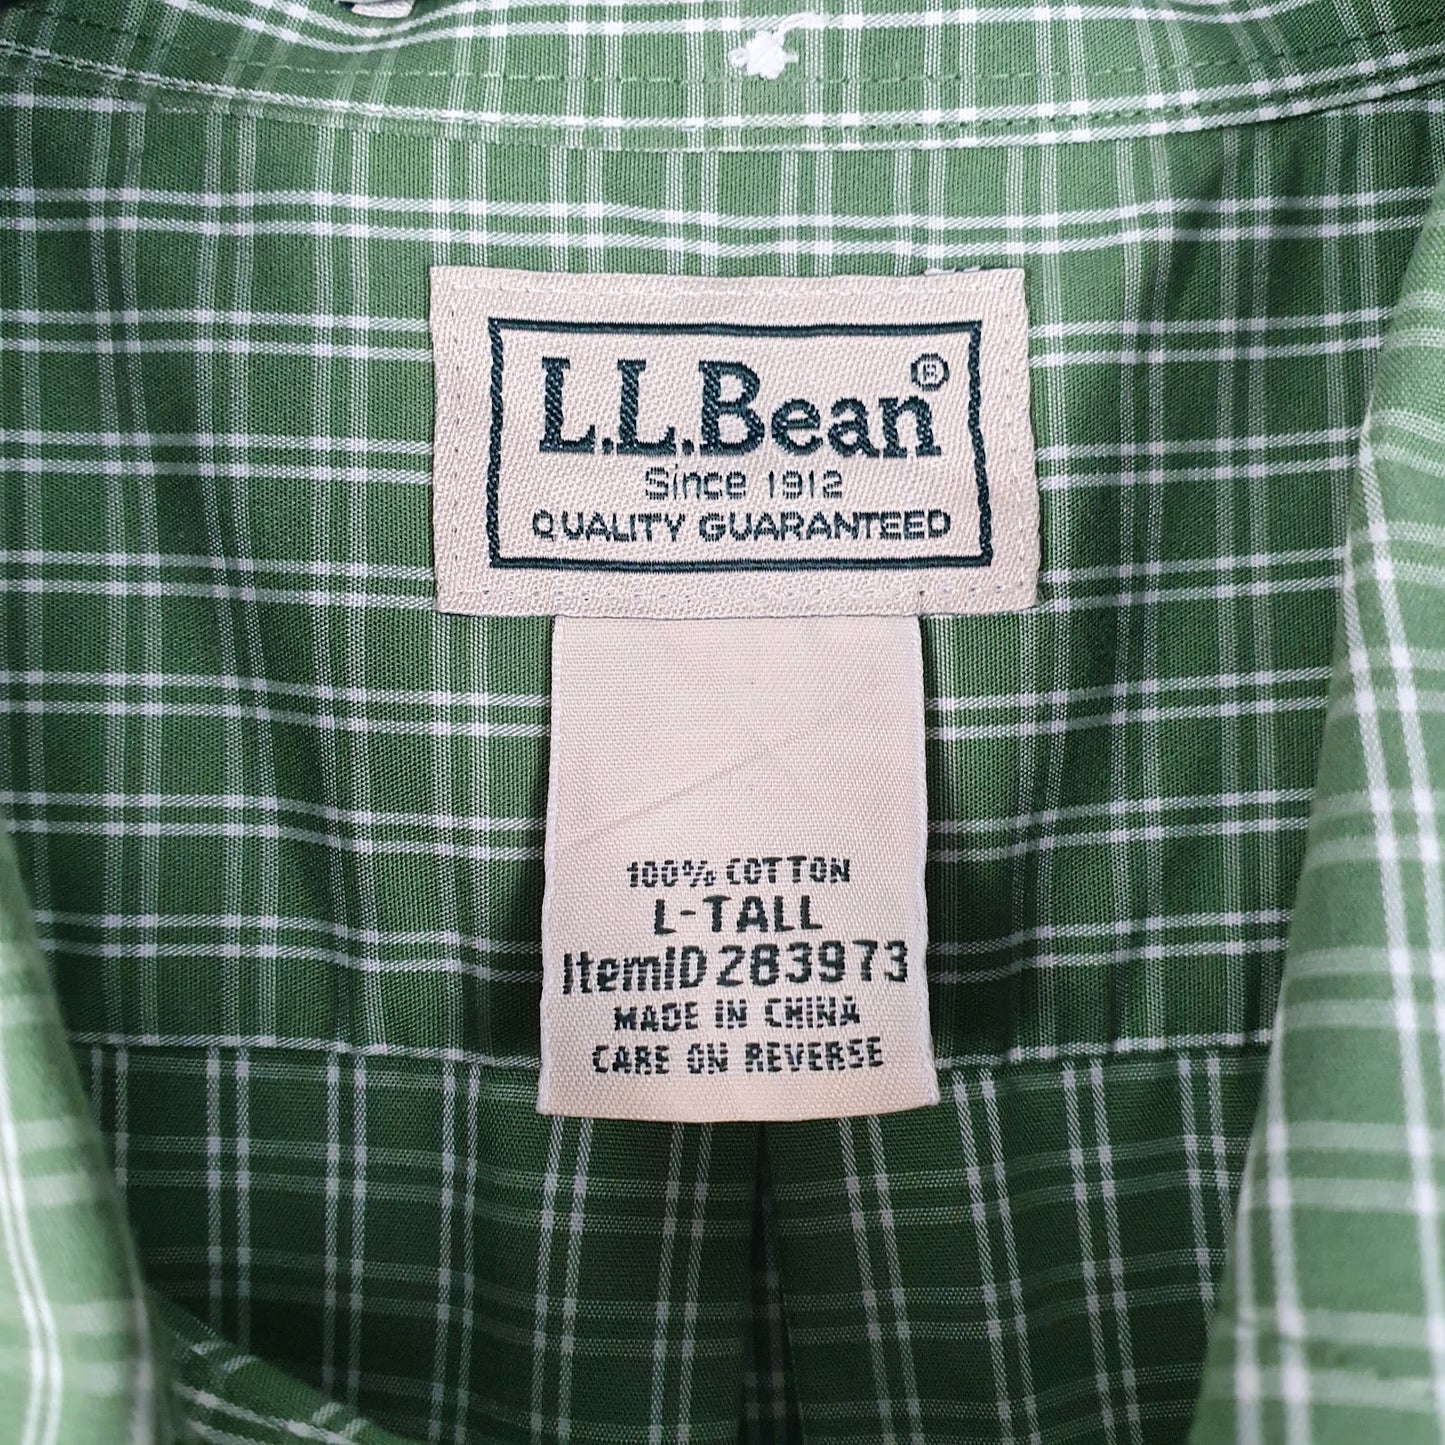 L.L.Bean®
Since 1912
QUALITY GUARANTEED
100% COTTON
L-TALL
ItemID 283973
MADE IN CHINA
CARE ON REVERSE